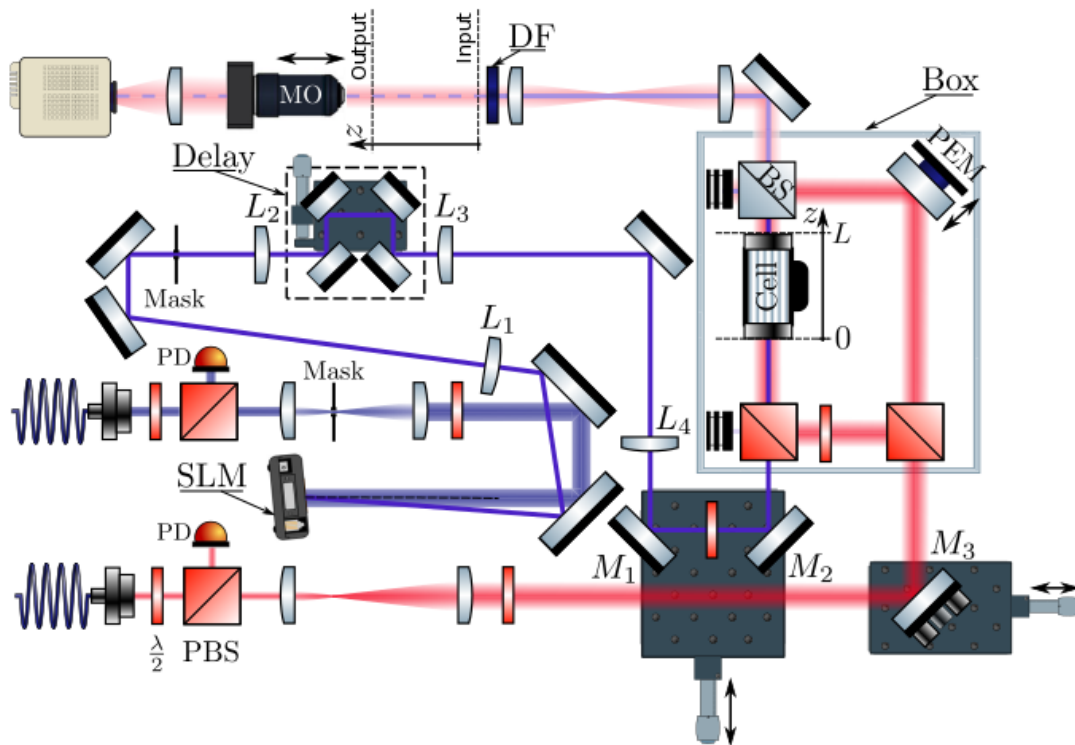 Output
Input
DF
MO
z
Box
Delay
PEM
BS
L₂
L₃
z
L
Cell
Mask
0
L₁
PD
Mask
L₄
SLM
PD
M₁
M₂
M₃
λ/2
PBS